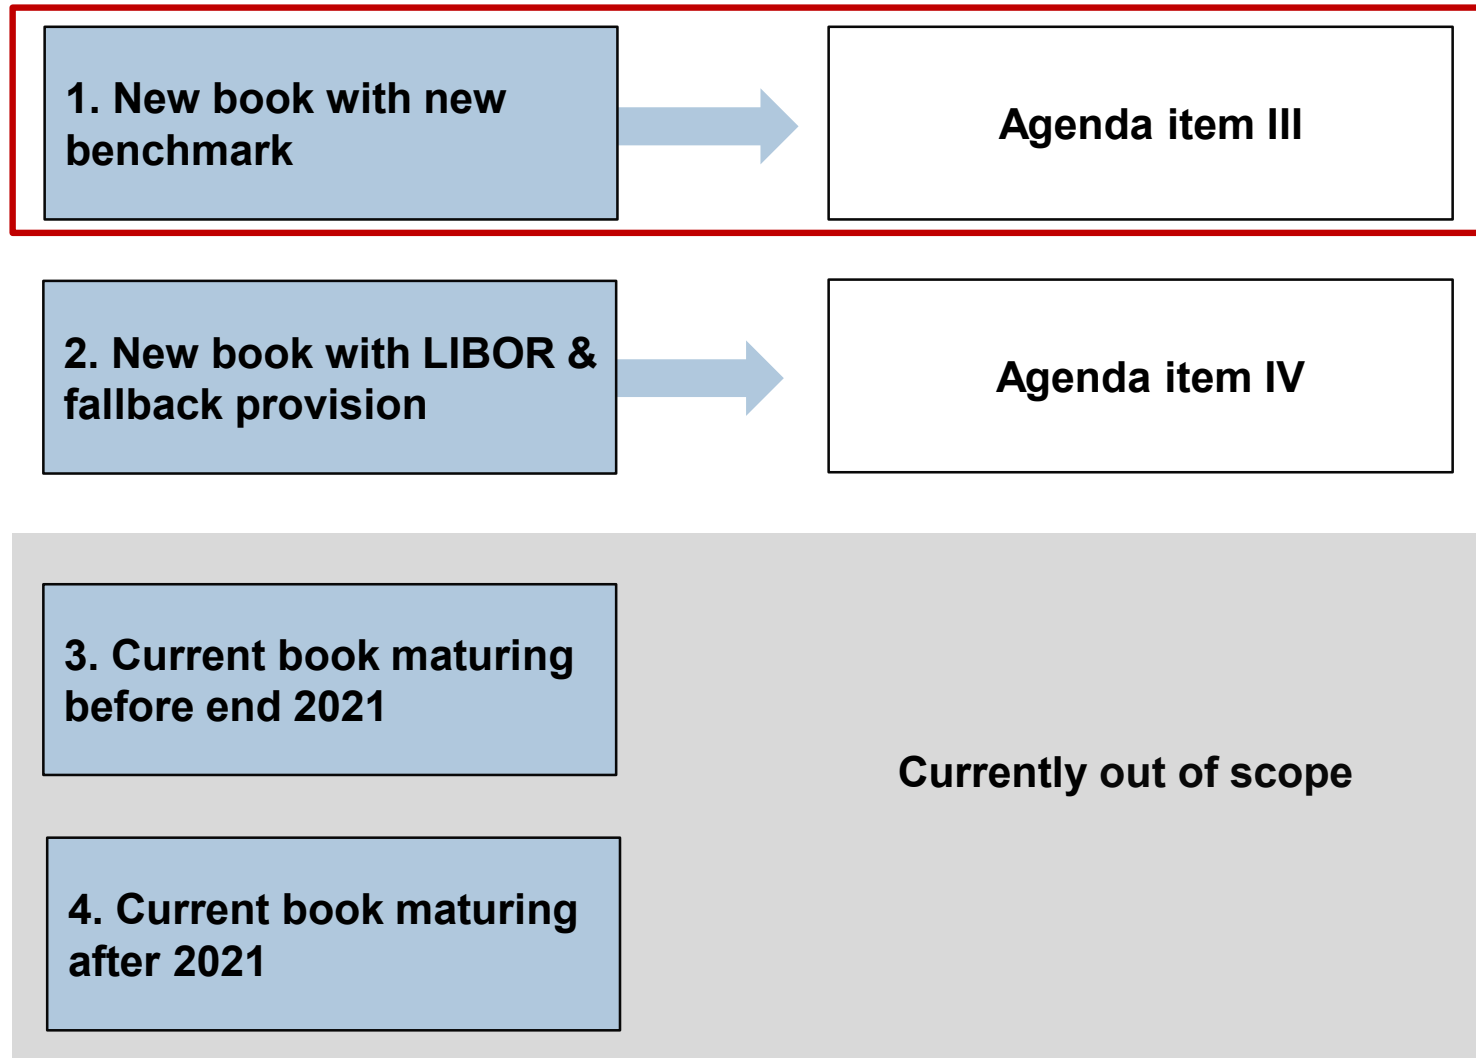 1. New book with new
benchmark
Agenda item III
2. New book with LIBOR &
fallback provision
Agenda item IV
3. Current book maturing
before end 2021
Currently out of scope
4. Current book maturing
after 2021